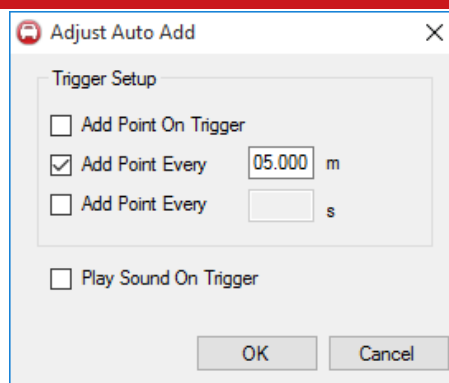 Adjust Auto Add
Trigger Setup
Add Point On Trigger
Add Point Every 05.000 m
Add Point Every s
Play Sound On Trigger
OK Cancel